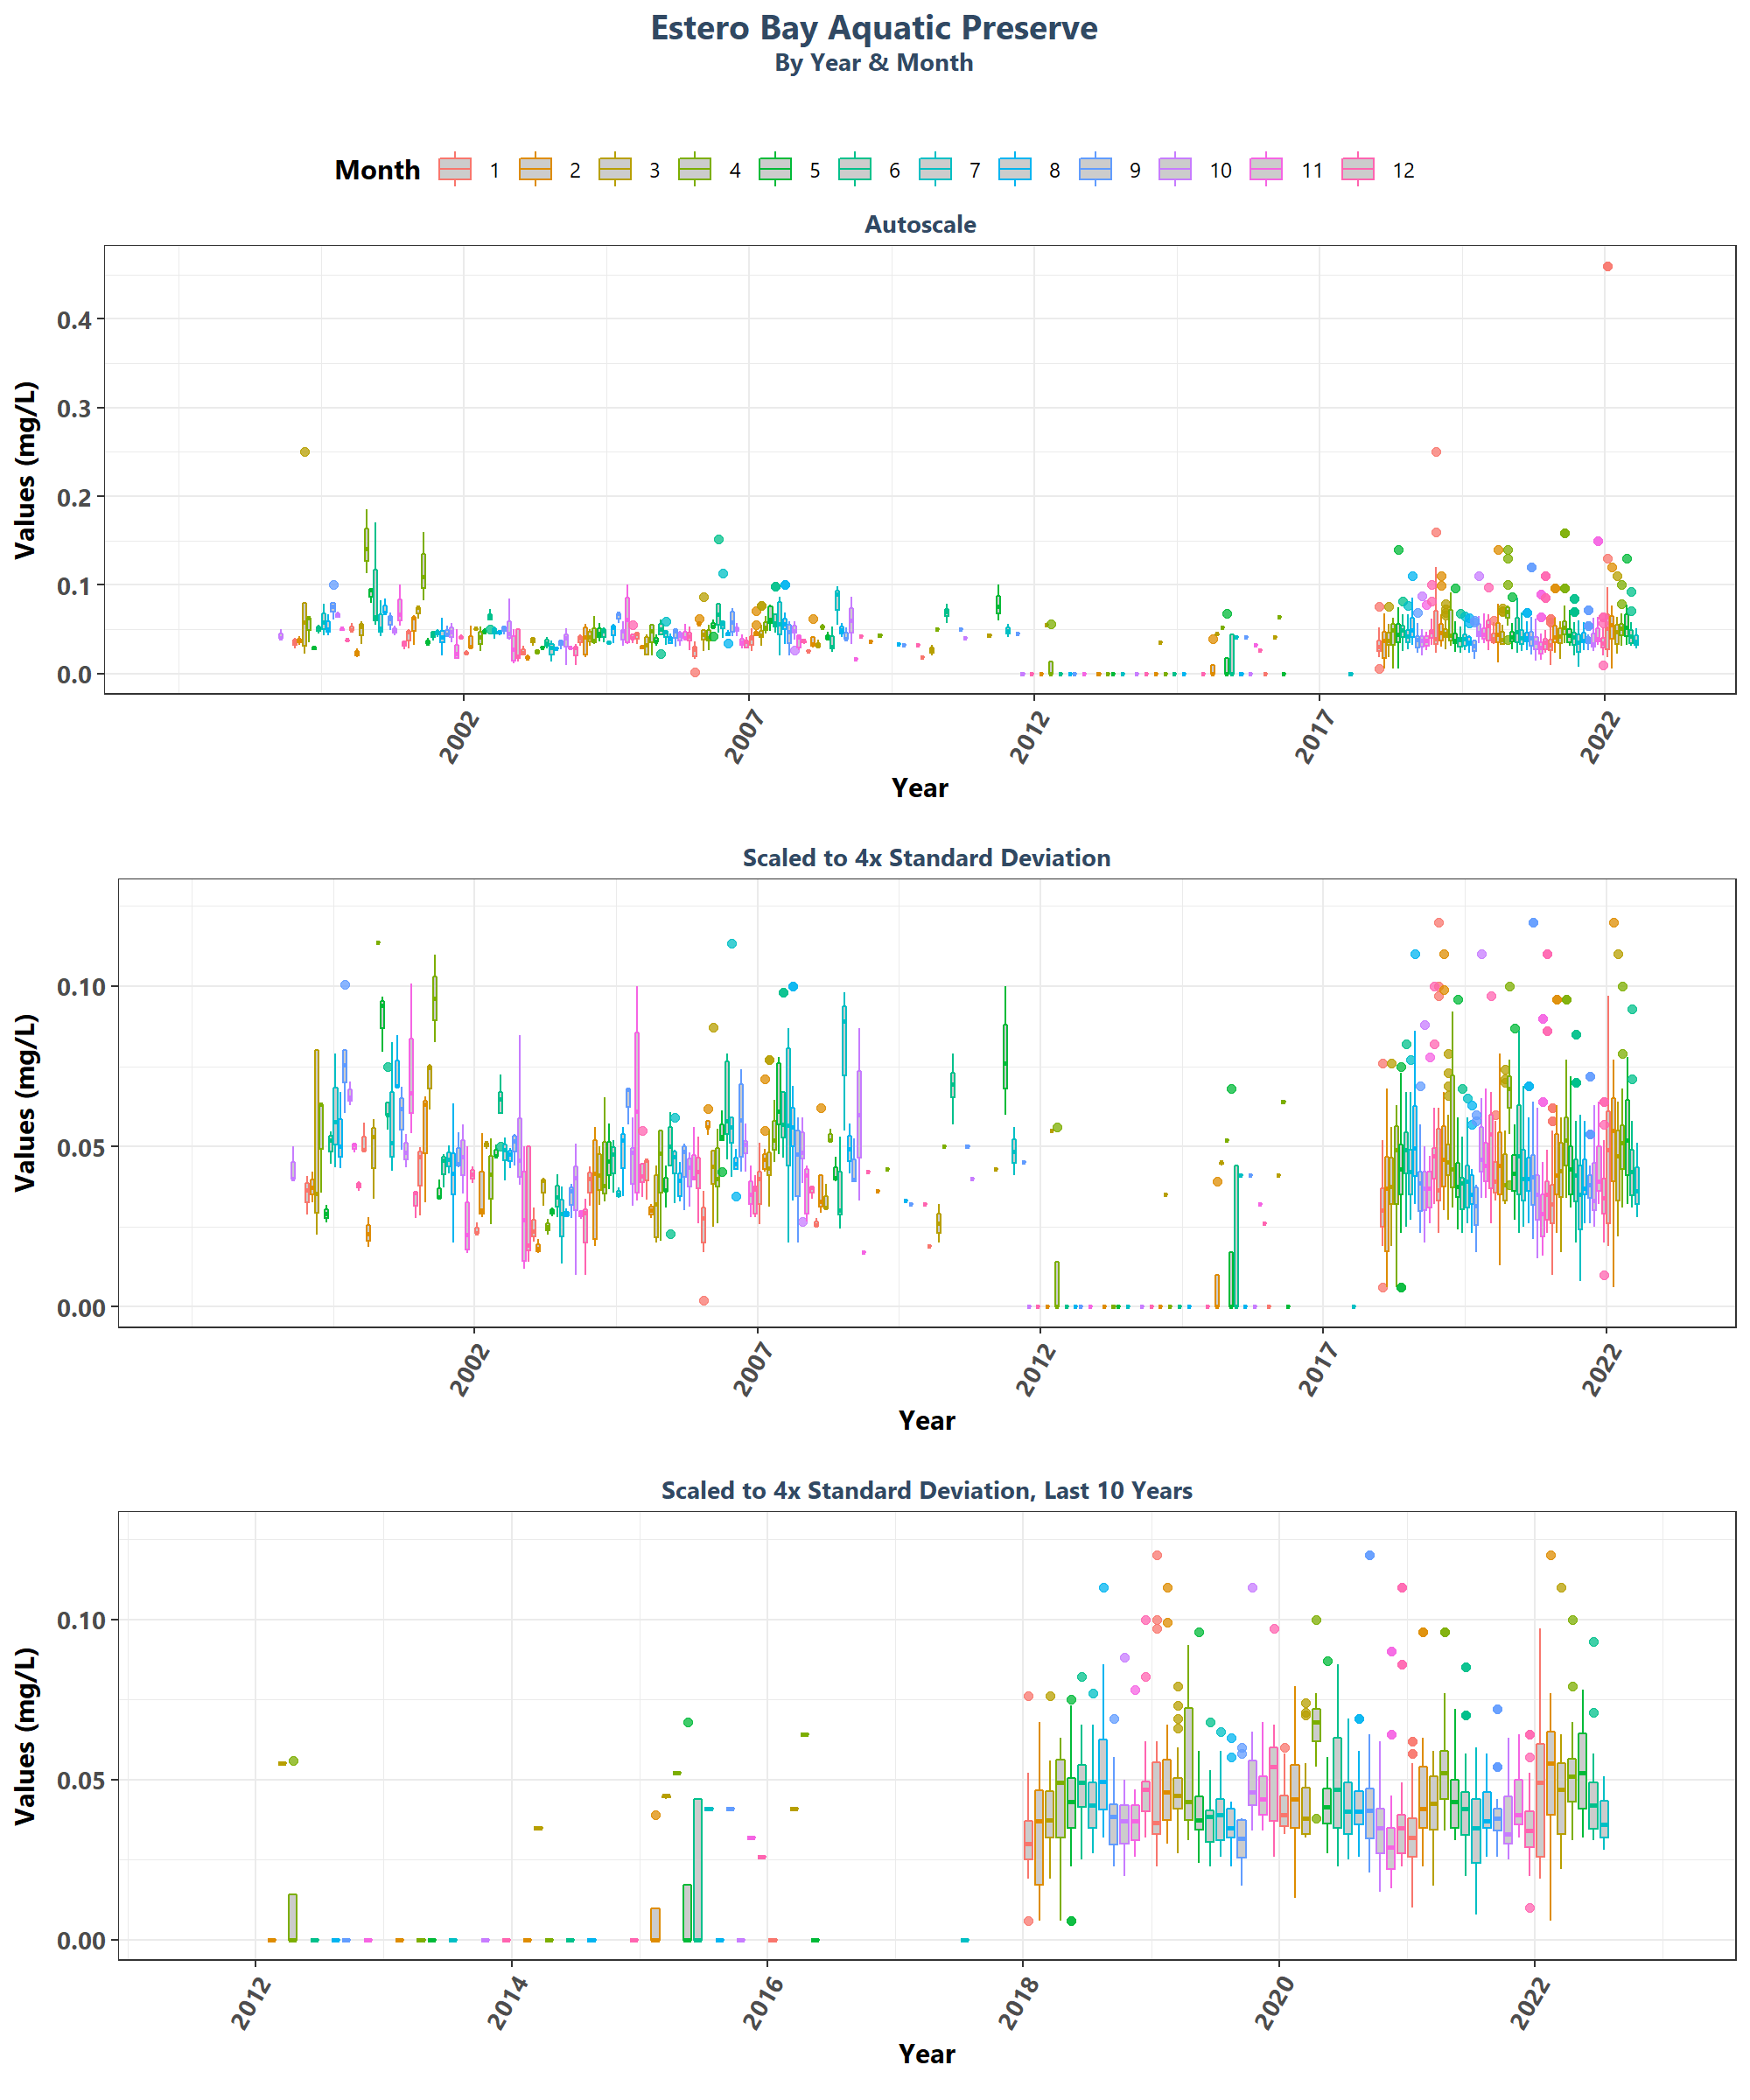 Estero Bay Aquatic Preserve
By Year & Month
Month 1 2 3 4 5 6 7 8 9 10 11 12
Autoscale
Values (mg/L)
0.4
0.3
0.2
0.1
0.0
2002 2007 2012 2017 2022
Year
Scaled to 4x Standard Deviation
Values (mg/L)
0.10
0.05
0.00
2002 2007 2012 2017 2022
Year
Scaled to 4x Standard Deviation, Last 10 Years
Values (mg/L)
0.10
0.05
0.00
2012 2014 2016 2018 2020 2022
Year